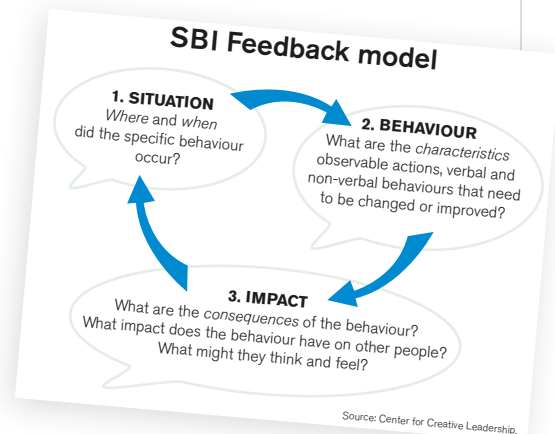 SBI Feedback model
1. SITUATION
Where and when
did the specific behaviour
occur?
2. BEHAVIOUR
What are the characteristics
observable actions, verbal and
non-verbal behaviours that need
to be changed or improved?
3. IMPACT
What are the consequences of the behaviour?
What impact does the behaviour have on other people?
What might they think and feel?
Source: Center for Creative Leadership.